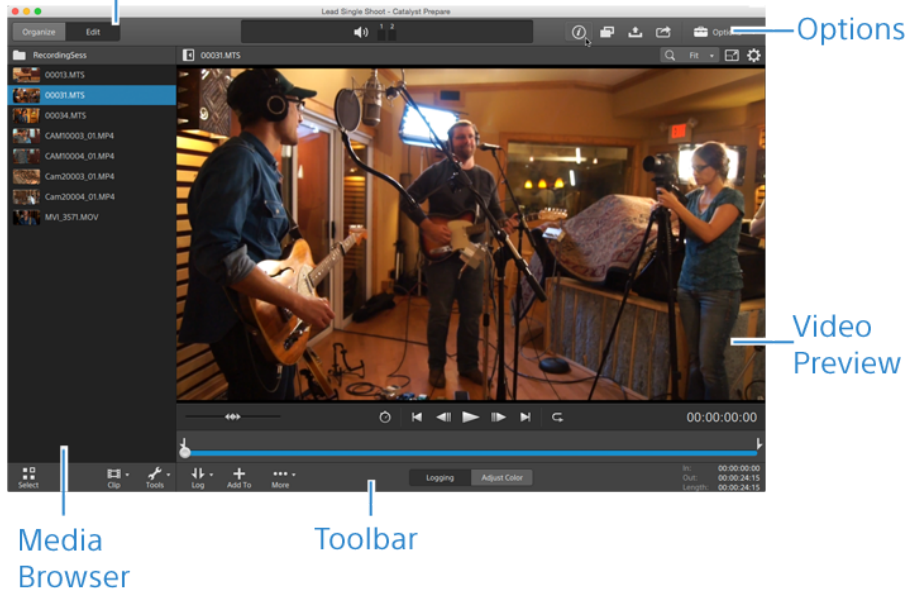 Lead Single Shoot - Catalyst Prepare
Organize Edit
1 2
Options
RecordingSess
00031.MTS
Fit
00013.MTS
00031.MTS
00034.MTS
CAM10003_01.MP4
CAM10004_01.MP4
Cam20003_01.MP4
Cam20004_01.MP4
MVI_3571.MOV
Video
Preview
00:00:00:00
Select Clip Tools Log Add To More Logging Adjust Color
In: 00:00:00:00
Out: 00:00:24:15
Length: 00:00:24:15
Media
Browser
Toolbar